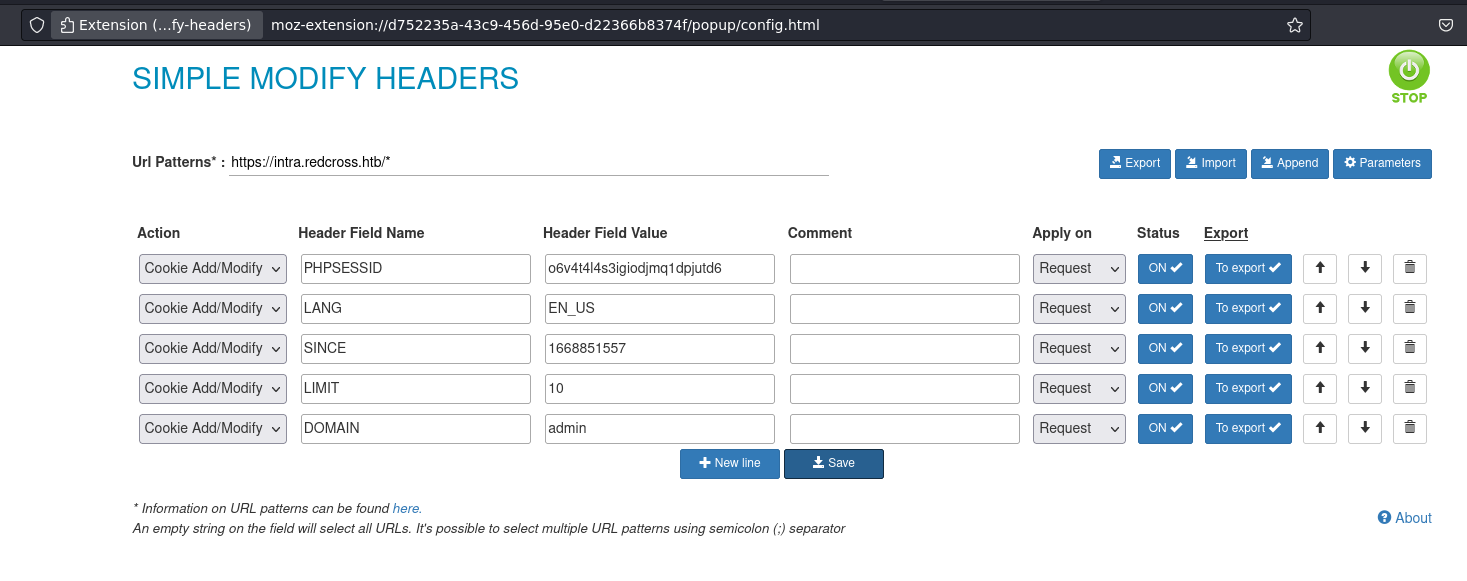 Extension (...fy-headers) moz-extension://d752235a-43c9-456d-95e0-d22366b8374f/popup/config.html
SIMPLE MODIFY HEADERS
STOP
Url Patterns* : https://intra.redcross.htb/*
Export Import Append Parameters
Action Header Field Name Header Field Value Comment Apply on Status Export
Cookie Add/Modify PHPSESSID o6v4t4l4s3igiodjmq1dpjutd6 Request ON To export
Cookie Add/Modify LANG EN_US Request ON To export
Cookie Add/Modify SINCE 1668851557 Request ON To export
Cookie Add/Modify LIMIT 10 Request ON To export
Cookie Add/Modify DOMAIN admin Request ON To export
New line Save
* Information on URL patterns can be found here.
An empty string on the field will select all URLs. It's possible to select multiple URL patterns using semicolon (;) separator
About